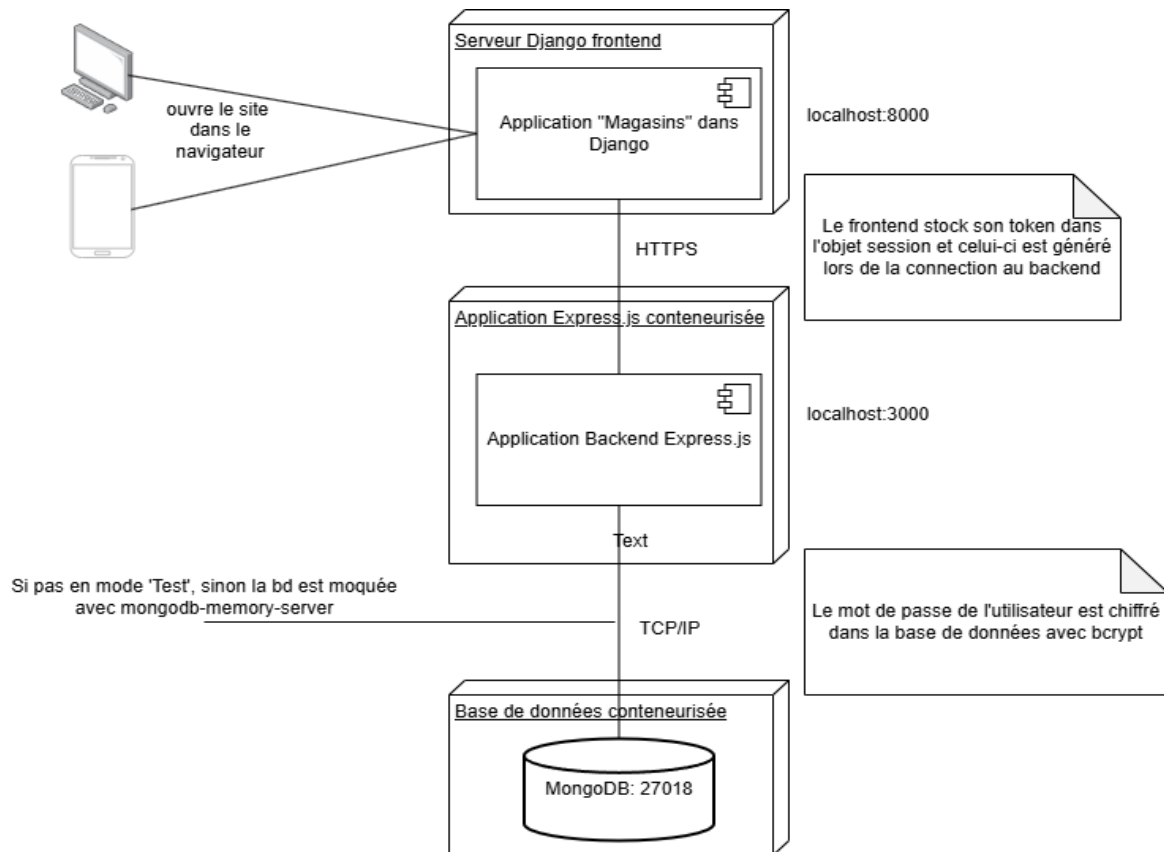 Serveur Django frontend
ouvre le site
dans le
navigateur
Application "Magasins" dans
Django
localhost:8000
Le frontend stock son token dans
l'objet session et celui-ci est généré
lors de la connection au backend
HTTPS
Application Express.js conteneurisée
Application Backend Express.js
localhost:3000
Text
Si pas en mode 'Test', sinon la bd est moquée
avec mongodb-memory-server
TCP/IP
Le mot de passe de l'utilisateur est chiffré
dans la base de données avec bcrypt
Base de données conteneurisée
MongoDB: 27018